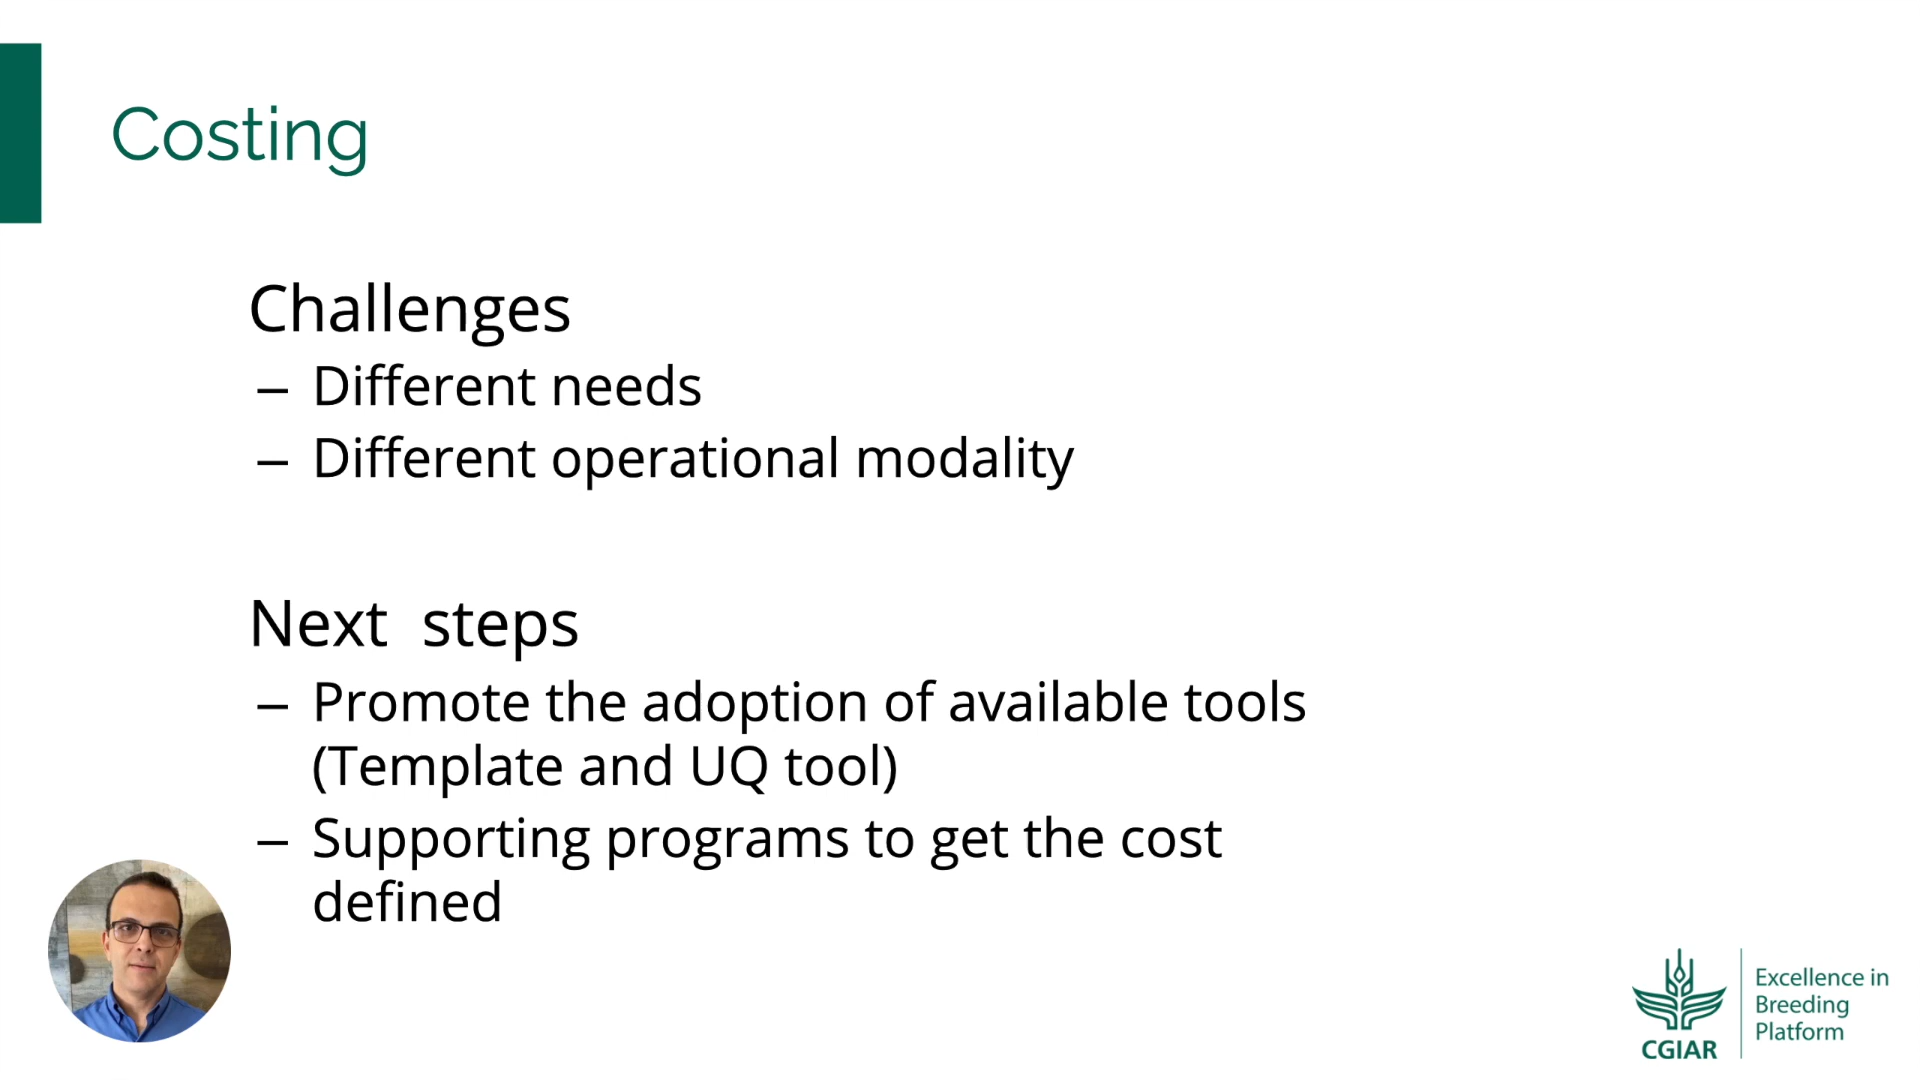 Costing
Challenges
– Different needs
– Different operational modality
Next  steps
– Promote the adoption of available tools
(Template and UQ tool)
– Supporting programs to get the cost
defined
CGIAR
Excellence in
Breeding
Platform